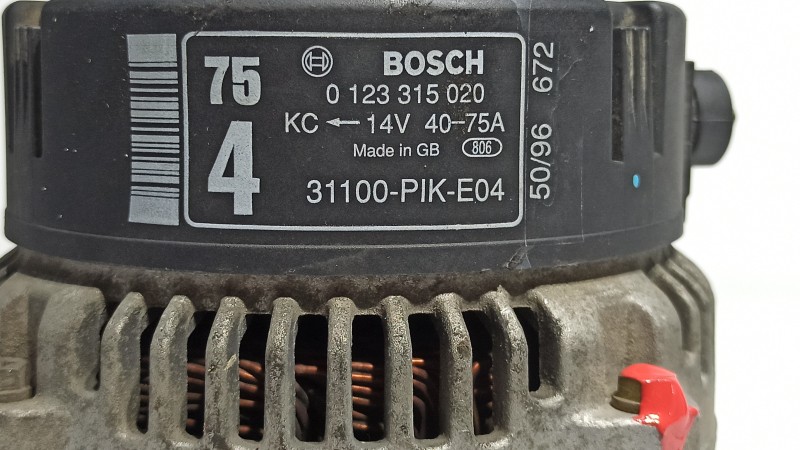 75
4
BOSCH
0 123 315 020
KC ← 14V 40-75A
Made in GB 806
31100-PIK-E04
50/96 672